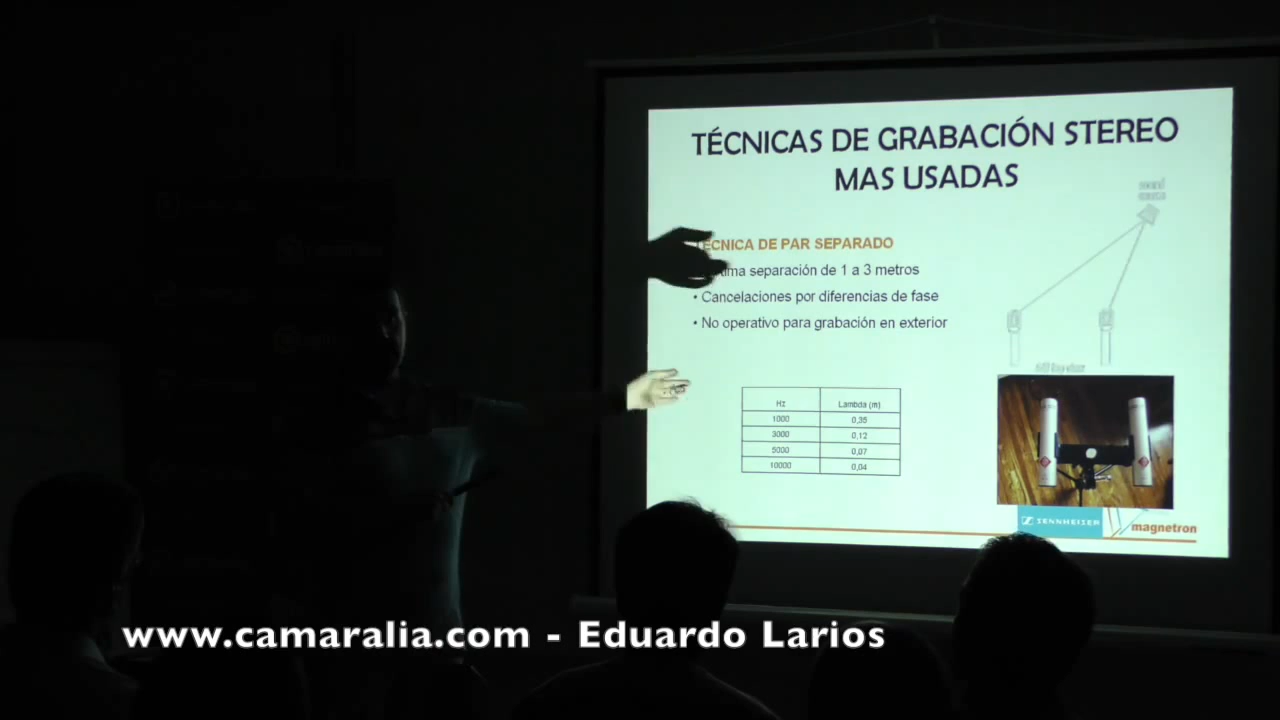 TÉCNICAS DE GRABACIÓN STEREO
MAS USADAS
TÉCNICA DE PAR SEPARADO
separación de 1 a 3 metros
• Cancelaciones por diferencias de fase
• No operativo para grabación en exterior
Hz Lambda (m)
1000 0,35
3000 0,12
5000 0,07
10000 0,04
SENNHEISER
magnetron
www.camaralia.com - Eduardo Larios